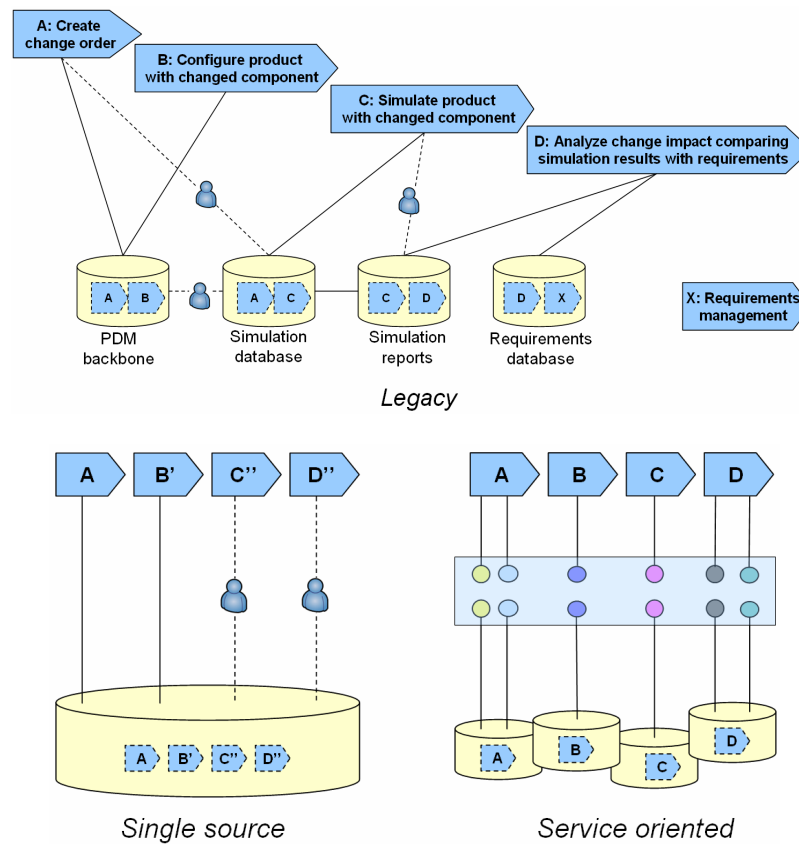 A: Create
change order
B: Configure product
with changed component
C: Simulate product
with changed component
D: Analyze change impact comparing
simulation results with requirements
A B
A C
C D
D X
PDM
backbone
Simulation
database
Simulation
reports
Requirements
database
X: Requirements
management
Legacy
A B' C'' D''
A B' C'' D''
Single source
A B C D
A
B
C
D
Service oriented